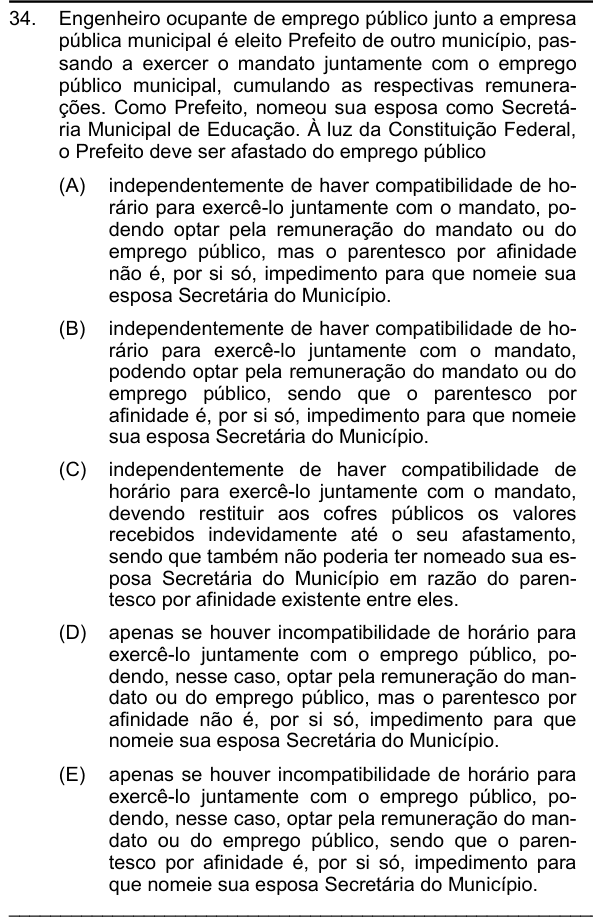 34. Engenheiro ocupante de emprego público junto a empresa
pública municipal é eleito Prefeito de outro município, pas-
sando a exercer o mandato juntamente com o emprego
público municipal, cumulando as respectivas remunera-
ções. Como Prefeito, nomeou sua esposa como Secretá-
ria Municipal de Educação. À luz da Constituição Federal,
o Prefeito deve ser afastado do emprego público
(A) independentemente de haver compatibilidade de ho-
rário para exercê-lo juntamente com o mandato, po-
dendo optar pela remuneração do mandato ou do
emprego público, mas o parentesco por afinidade
não é, por si só, impedimento para que nomeie sua
esposa Secretária do Município.
(B) independentemente de haver compatibilidade de ho-
rário para exercê-lo juntamente com o mandato,
podendo optar pela remuneração do mandato ou do
emprego público, sendo que o parentesco por
afinidade é, por si só, impedimento para que nomeie
sua esposa Secretária do Município.
(C) independentemente de haver compatibilidade de
horário para exercê-lo juntamente com o mandato,
devendo restituir aos cofres públicos os valores
recebidos indevidamente até o seu afastamento,
sendo que também não poderia ter nomeado sua es-
posa Secretária do Município em razão do paren-
tesco por afinidade existente entre eles.
(D) apenas se houver incompatibilidade de horário para
exercê-lo juntamente com o emprego público, po-
dendo, nesse caso, optar pela remuneração do man-
dato ou do emprego público, mas o parentesco por
afinidade não é, por si só, impedimento para que
nomeie sua esposa Secretária do Município.
(E) apenas se houver incompatibilidade de horário para
exercê-lo juntamente com o emprego público, po-
dendo, nesse caso, optar pela remuneração do man-
dato ou do emprego público, sendo que o paren-
tesco por afinidade é, por si só, impedimento para
que nomeie sua esposa Secretária do Município.